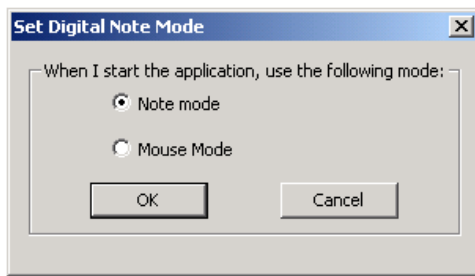 Set Digital Note Mode
When I start the application, use the following mode:
Note mode
Mouse Mode
OK Cancel